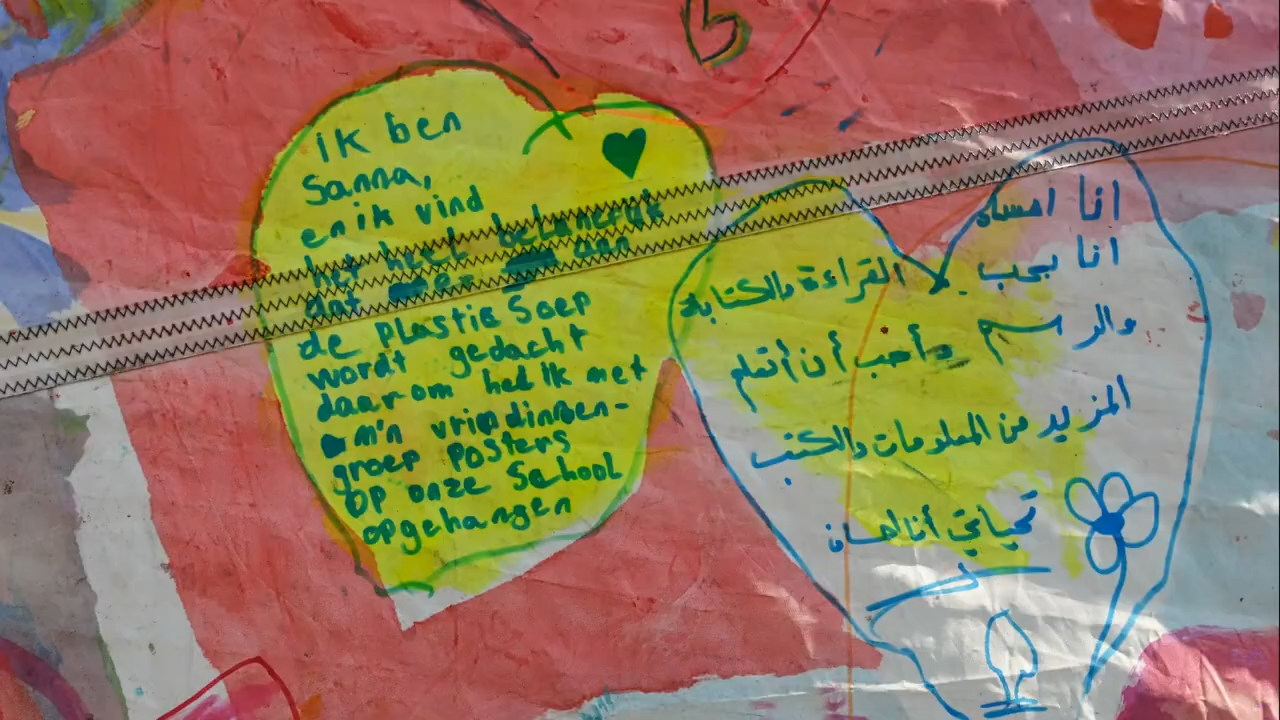 ik ben
Sanna,
en ik vind
het heel belangrijk
dat aan
de Plastic Soep
wordt gedacht
daarom heb ik met
m'n vriendinnen-
groep Posters
op onze School
opgehangen
انا
انا بحب
القراءة والكتابة
والرسم وأحب أن أتعلم
المزيد من المعلومات والكتب
تحياتي أنا